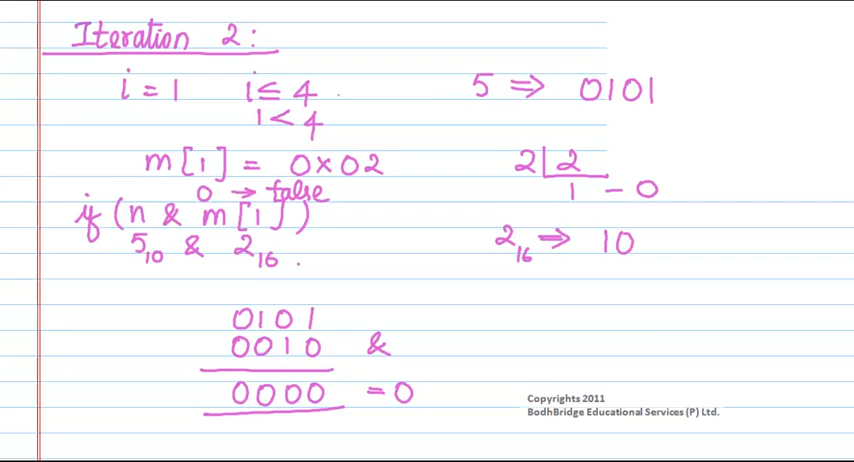 Iteration 2 :
i = 1 i ≤ 4 5 ⇒ 0101
1 < 4
m [1] = 0x02 2 | 2
0 → false 1 – 0
if (n & m [1])
5₁₀ & 2₁₆ . 2₁₆ ⇒ 10
0101
0010 &
0000 = 0
Copyrights 2011
BodhBridge Educational Services (P) Ltd.